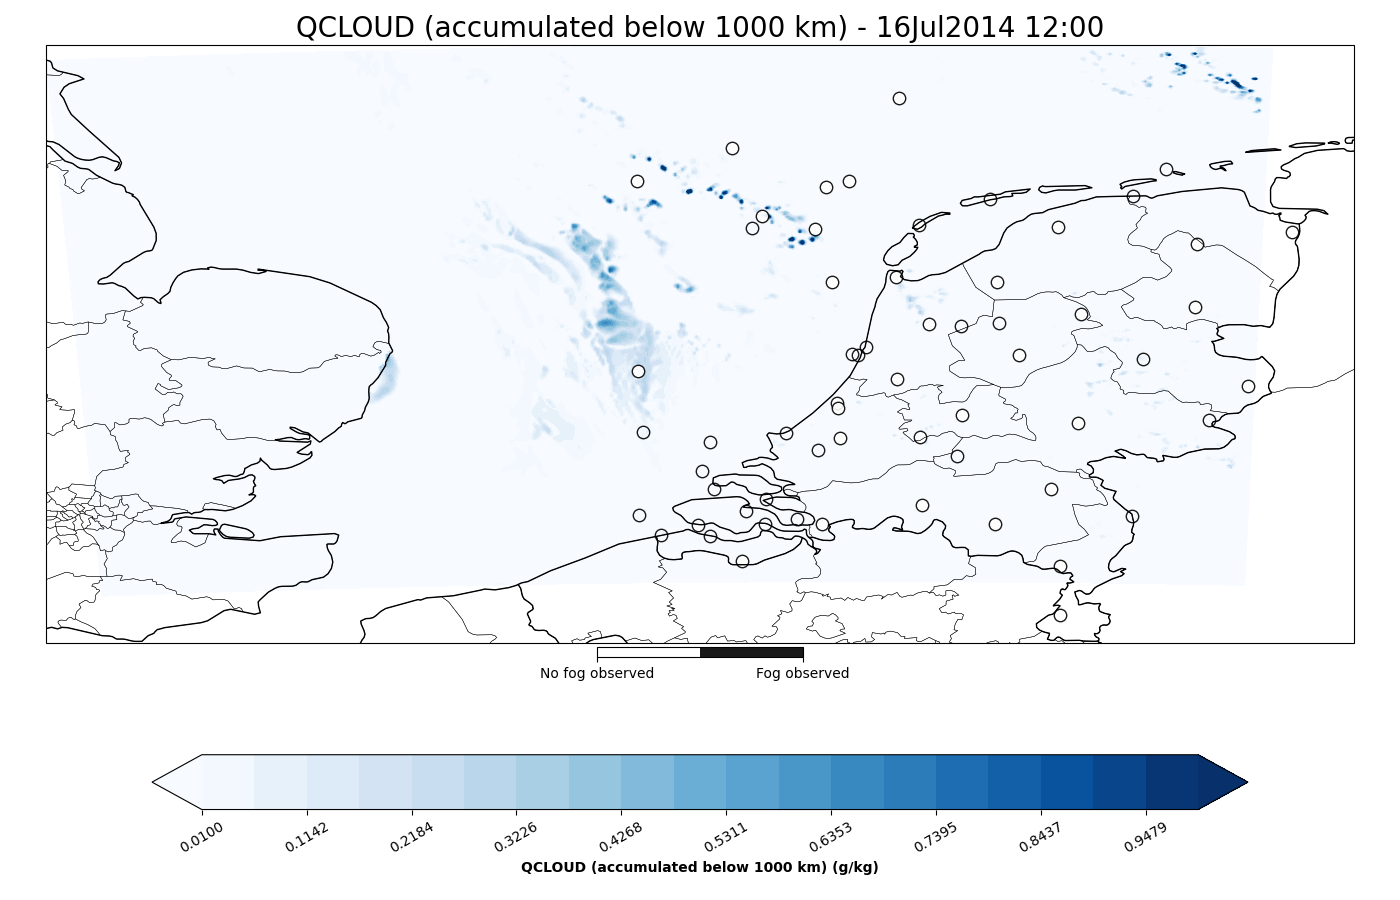 QCLOUD (accumulated below 1000 km) - 16Jul2014 12:00
No fog observed
Fog observed
0.0100
0.1142
0.2184
0.3226
0.4268
0.5311
0.6353
0.7395
0.8437
0.9479
QCLOUD (accumulated below 1000 km) (g/kg)